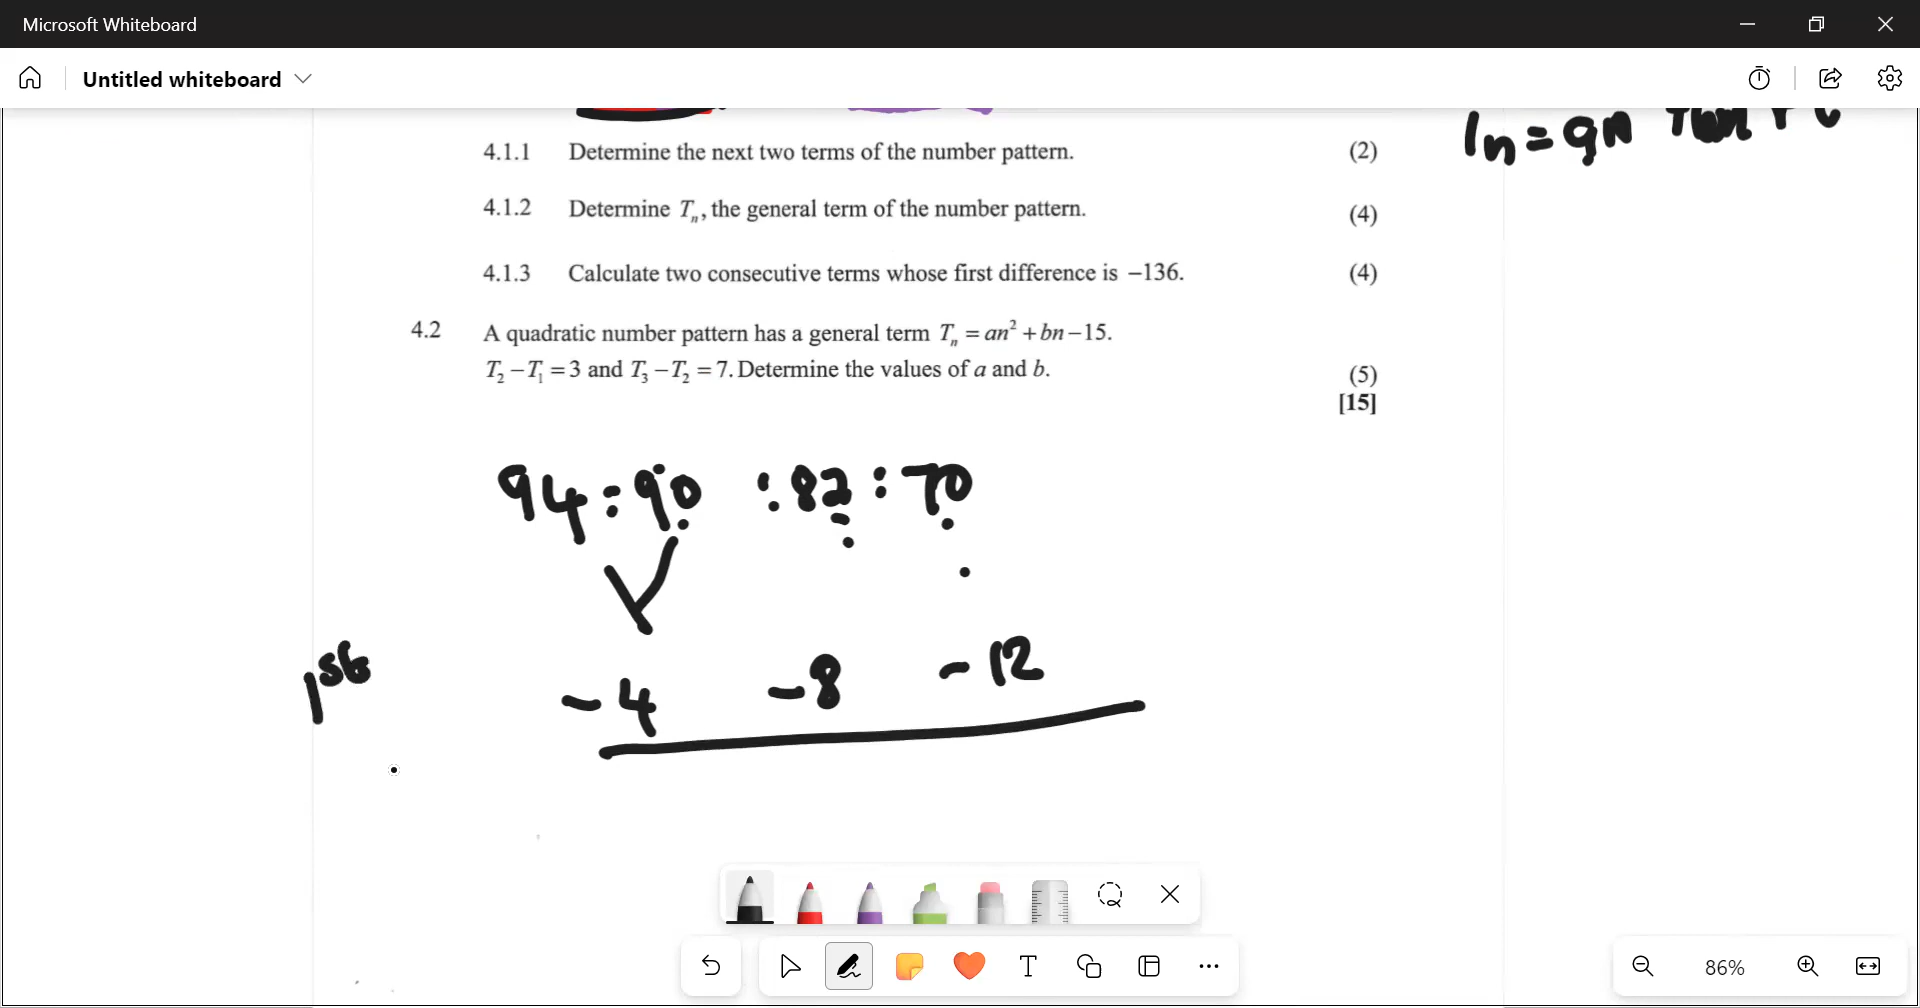 Microsoft Whiteboard
Untitled whiteboard
4.1.1 Determine the next two terms of the number pattern. (2)
4.1.2 Determine Tₙ, the general term of the number pattern. (4)
4.1.3 Calculate two consecutive terms whose first difference is −136. (4)
4.2 A quadratic number pattern has a general term Tₙ = an² + bn − 15.
T₂ − T₁ = 3 and T₃ − T₂ = 7. Determine the values of a and b. (5)
[15]
94 ; 90 ; 82 ; 70
1st -4 -8 -12
86%